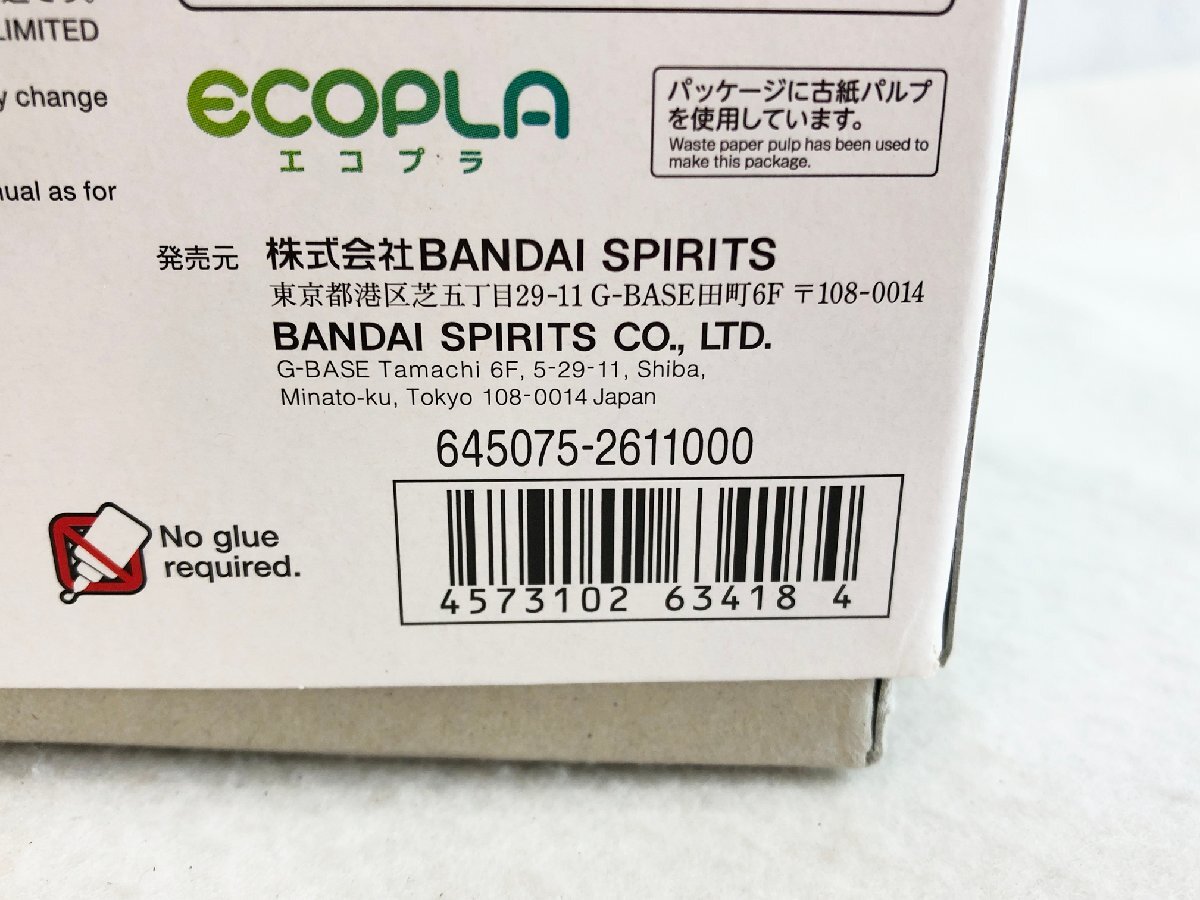 LIMITED
change
ual as for
ECOPLA
エコプラ
パッケージに古紙パルプ
を使用しています。
Waste paper pulp has been used to
make this package.
発売元 株式会社BANDAI SPIRITS
東京都港区芝五丁目29-11 G-BASE田町6F 〒108-0014
BANDAI SPIRITS CO., LTD.
G-BASE Tamachi 6F, 5-29-11, Shiba,
Minato-ku, Tokyo 108-0014 Japan
645075-2611000
No glue
required.
4573102 63418 4